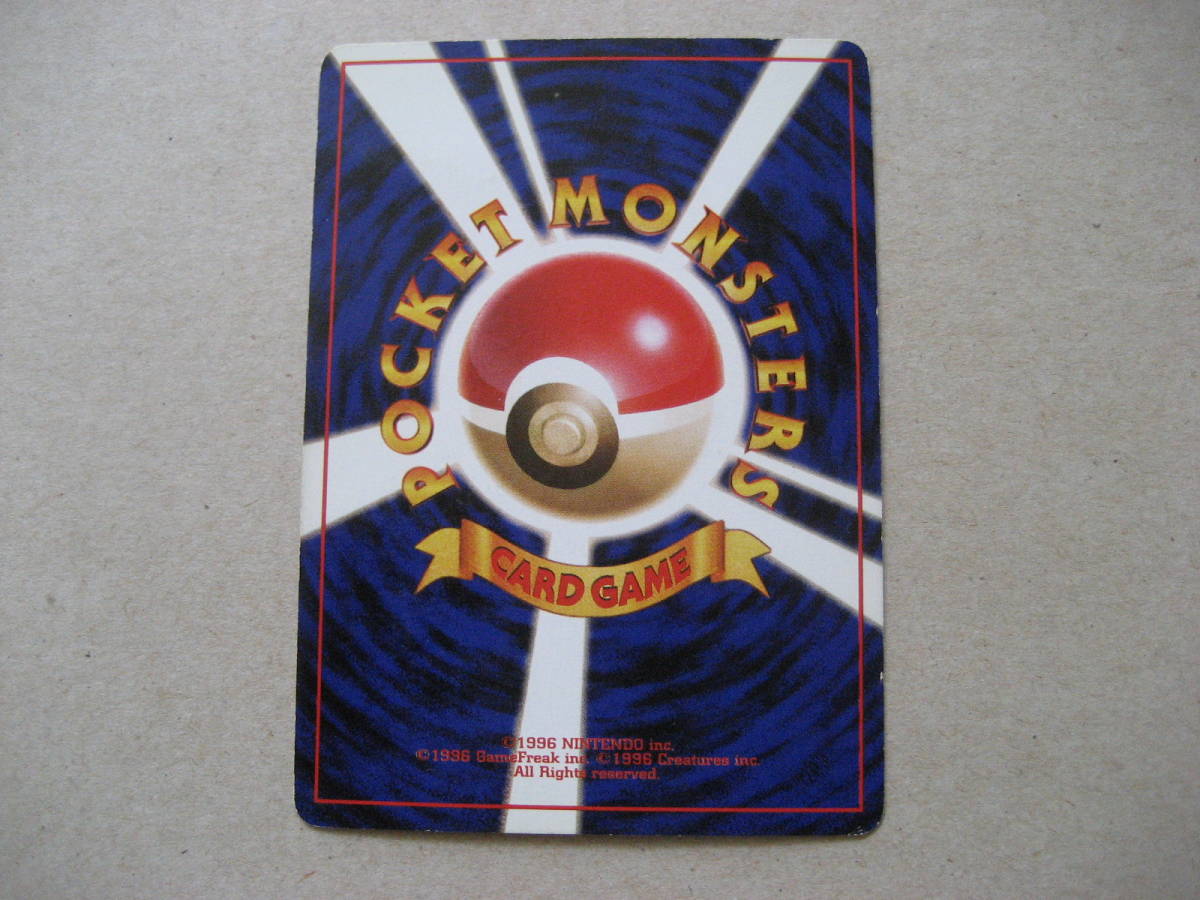 POCKET MONSTERS
CARD GAME
©1996 NINTENDO inc.
©1996 GameFreak inc. ©1996 Creatures inc.
All Rights reserved.